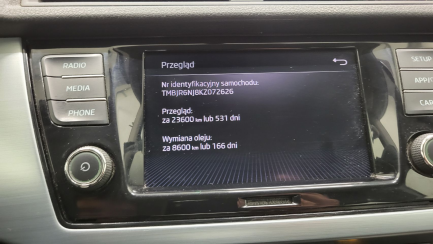 Przegląd
RADIO
MEDIA
PHONE
Nr identyfikacyjny samochodu:
TMBJR6NJ8KZ072626
Przegląd:
za 23600 km lub 531 dni
Wymiana oleju:
za 8600 km lub 166 dni
SETUP